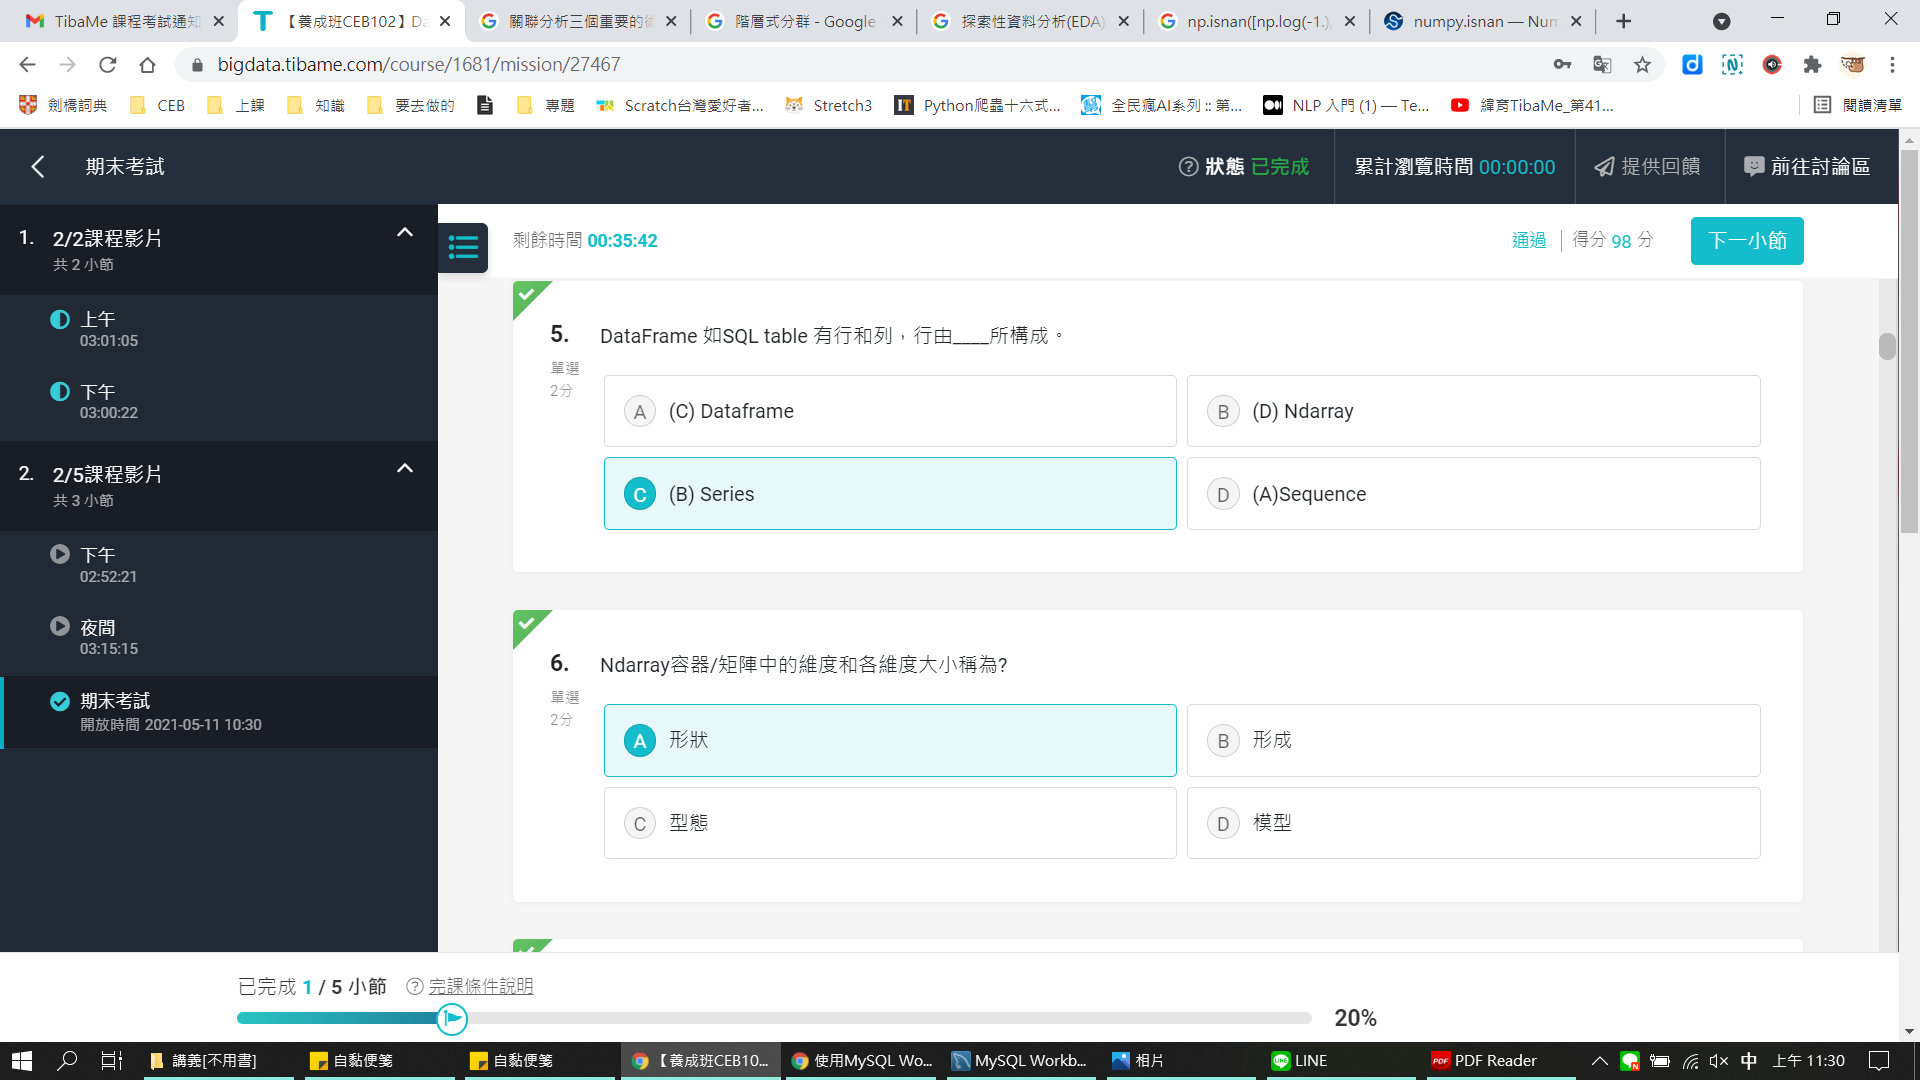 TibaMe 課程考試通知
【養成班CEB102】Da
關聯分析三個重要的
階層式分群 - Google
探索性資料分析(EDA)
np.isnan([np.log(-1.),
numpy.isnan — Num
bigdata.tibame.com/course/1681/mission/27467
劍橋詞典
CEB
上課
知識
要去做的
專題
Scratch台灣愛好者...
Stretch3
Python爬蟲十六式...
全民瘋AI系列 :: 第...
NLP 入門 (1) — Te...
緯育TibaMe_第41...
閱讀清單
期末考試
狀態 已完成
累計瀏覽時間 00:00:00
提供回饋
前往討論區
1. 2/2課程影片
共 2 小節
上午
03:01:05
下午
03:00:22
2. 2/5課程影片
共 3 小節
下午
02:52:21
夜間
03:15:15
期末考試
開放時間 2021-05-11 10:30
剩餘時間 00:35:42
通過
得分 98 分
下一小節
5. DataFrame 如SQL table 有行和列，行由____所構成。
單選
2分
A (C) Dataframe
B (D) Ndarray
C (B) Series
D (A)Sequence
6. Ndarray容器/矩陣中的維度和各維度大小稱為?
單選
2分
A 形狀
B 形成
C 型態
D 模型
已完成 1 / 5 小節
完課條件說明
20%
講義[不用書]
自黏便箋
自黏便箋
【養成班CEB10...
使用MySQL Wo...
MySQL Workb...
相片
LINE
PDF Reader
中
上午 11:30